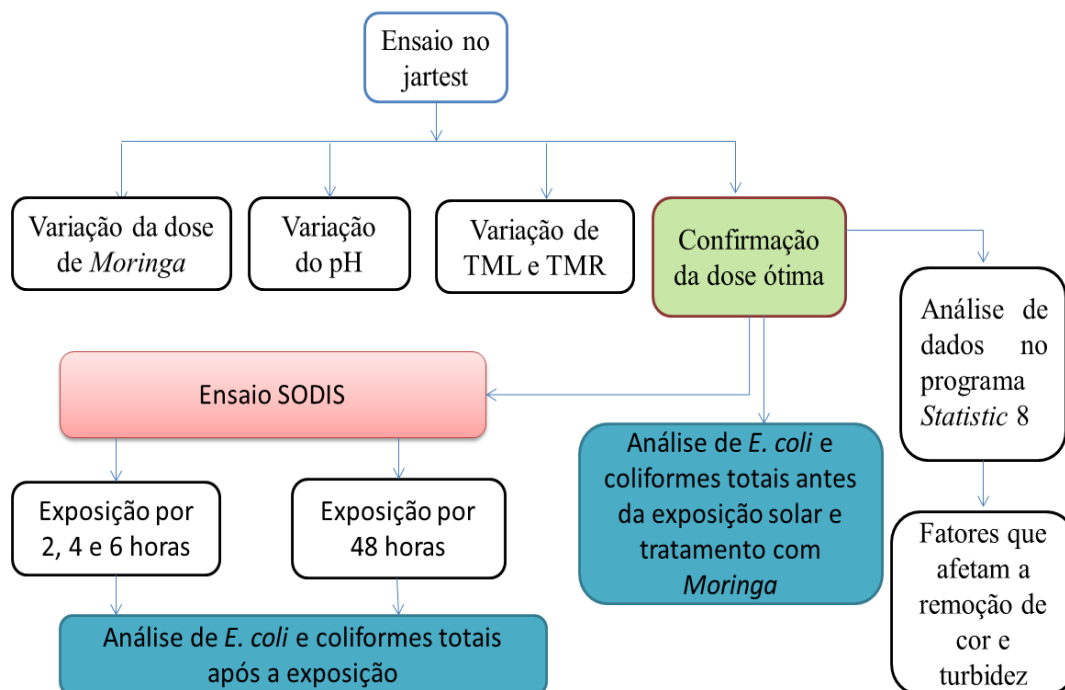 Ensaio no
jartest
Variação da dose
de Moringa
Variação
do pH
Variação de
TML e TMR
Confirmação
da dose ótima
Análise de
dados no
programa
Statistic 8
Ensaio SODIS
Análise de E. coli e
coliformes totais antes
da exposição solar e
tratamento com
Moringa
Exposição por
2, 4 e 6 horas
Exposição por
48 horas
Fatores que
afetam a
remoção de
cor e
turbidez
Análise de E. coli e coliformes totais
após a exposição